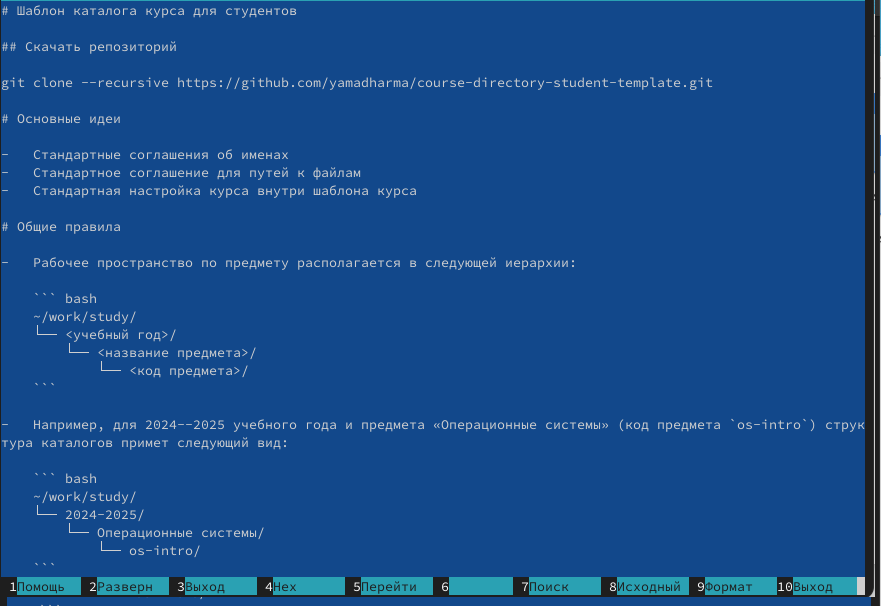 # Шаблон каталога курса для студентов
## Скачать репозиторий
git clone --recursive https://github.com/yamadharma/course-directory-student-template.git
# Основные идеи
-   Стандартные соглашения об именах
-   Стандартное соглашение для путей к файлам
-   Стандартная настройка курса внутри шаблона курса
# Общие правила
-   Рабочее пространство по предмету располагается в следующей иерархии:
    ``` bash
    ~/work/study/
    └── <учебный год>/
        └── <название предмета>/
            └── <код предмета>/
    ```
-   Например, для 2024--2025 учебного года и предмета «Операционные системы» (код предмета `os-intro`) струк
тура каталогов примет следующий вид:
    ``` bash
    ~/work/study/
    └── 2024-2025/
        └── Операционные системы/
            └── os-intro/
    ```
1Помощь 2Разверн 3Выход 4Hex 5Перейти 6 7Поиск 8Исходный 9Формат 10Выход